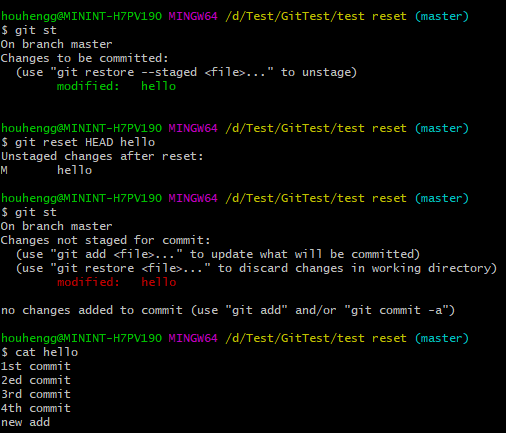 houhengg@MININT-H7PV190 MINGW64 /d/Test/GitTest/test reset (master)
$ git st
On branch master
Changes to be committed:
  (use "git restore --staged <file>..." to unstage)
        modified:   hello

houhengg@MININT-H7PV190 MINGW64 /d/Test/GitTest/test reset (master)
$ git reset HEAD hello
Unstaged changes after reset:
M       hello

houhengg@MININT-H7PV190 MINGW64 /d/Test/GitTest/test reset (master)
$ git st
On branch master
Changes not staged for commit:
  (use "git add <file>..." to update what will be committed)
  (use "git restore <file>..." to discard changes in working directory)
        modified:   hello

no changes added to commit (use "git add" and/or "git commit -a")

houhengg@MININT-H7PV190 MINGW64 /d/Test/GitTest/test reset (master)
$ cat hello
1st commit
2ed commit
3rd commit
4th commit
new add